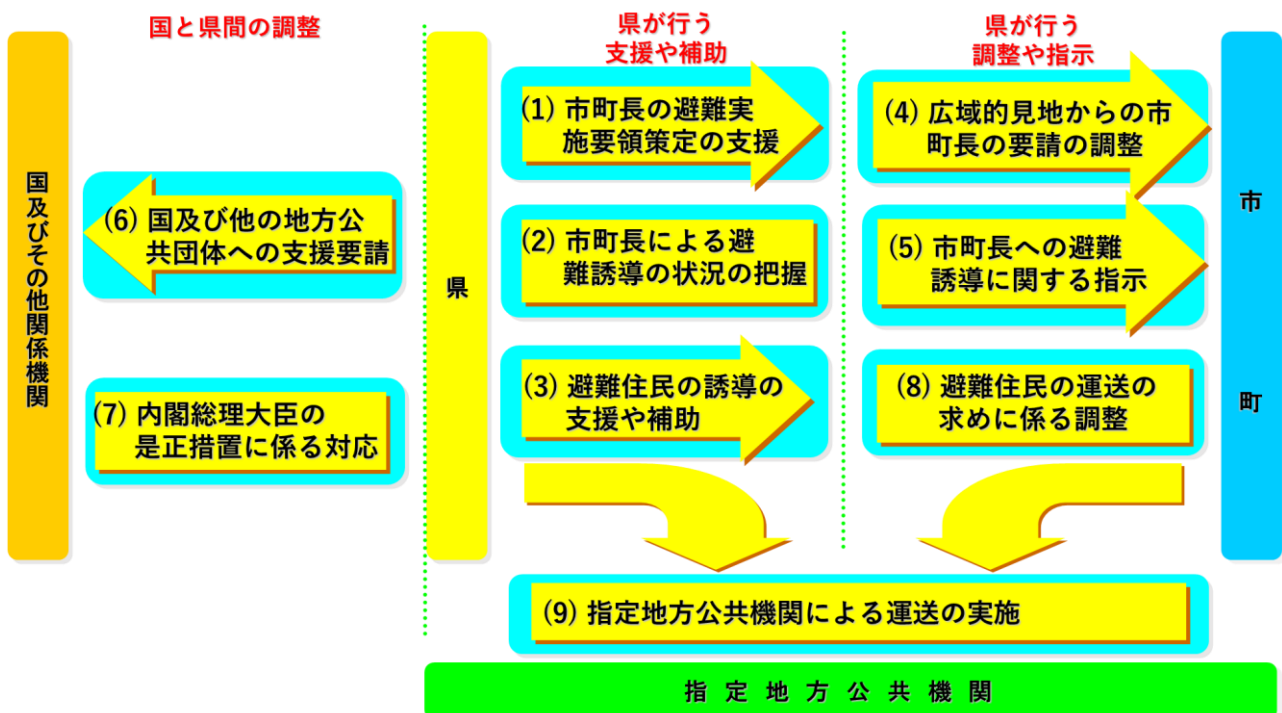 国と県間の調整
県が行う
支援や補助
県が行う
調整や指示
国及びその他関係機関
県
市町
(1) 市町長の避難実
施要領策定の支援
(2) 市町長による避
難誘導の状況の把握
(3) 避難住民の誘導の
支援や補助
(4) 広域的見地からの市
町長の要請の調整
(5) 市町長への避難
誘導に関する指示
(6) 国及び他の地方公
共団体への支援要請
(7) 内閣総理大臣の
是正措置に係る対応
(8) 避難住民の運送の
求めに係る調整
(9) 指定地方公共機関による運送の実施
指定地方公共機関